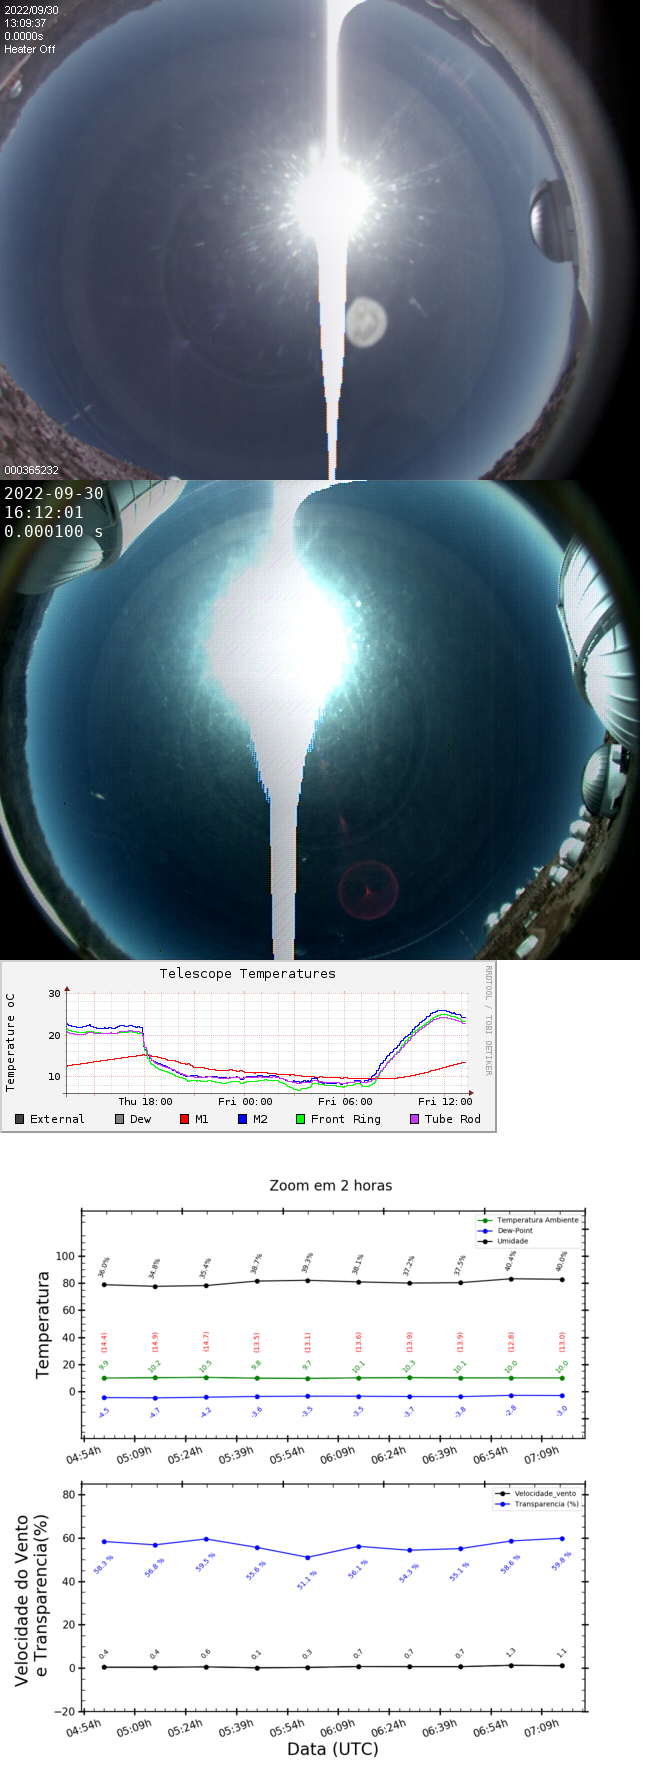 2022/09/30
13:09:37
0.0000s
Heater Off
000365232
2022-09-30
16:12:01
0.000100 s
Telescope Temperatures
RRDTOOL / TOBI OETIKER
Temperature oC
30
20
10
Thu 18:00 Fri 00:00 Fri 06:00 Fri 12:00
External Dew M1 M2 Front Ring Tube Rod
Zoom em 2 horas
Temperatura Ambiente
Dew-Point
Umidade
Temperatura
100
80
60
40
20
0
36.0% 34.8% 35.4% 38.7% 39.3% 38.1% 37.2% 37.5% 40.4% 40.0%
(14.4) (14.9) (14.7) (13.5) (13.1) (13.6) (13.9) (13.9) (12.8) (13.0)
9.9 10.2 10.5 9.8 9.7 10.1 10.3 10.1 10.0 10.0
-4.5 -4.7 -4.2 -3.6 -3.5 -3.5 -3.7 -3.8 -2.8 -3.0
04:54h 05:09h 05:24h 05:39h 05:54h 06:09h 06:24h 06:39h 06:54h 07:09h
Velocidade_vento
Transparencia (%)
Velocidade do Vento
e Transparencia(%)
80
60
40
20
0
−20
58.3 % 56.8 % 59.5 % 55.6 % 51.1 % 56.1 % 54.3 % 55.1 % 58.6 % 59.8 %
0.4 0.4 0.6 0.1 0.3 0.7 0.7 0.7 1.3 1.1
04:54h 05:09h 05:24h 05:39h 05:54h 06:09h 06:24h 06:39h 06:54h 07:09h
Data (UTC)